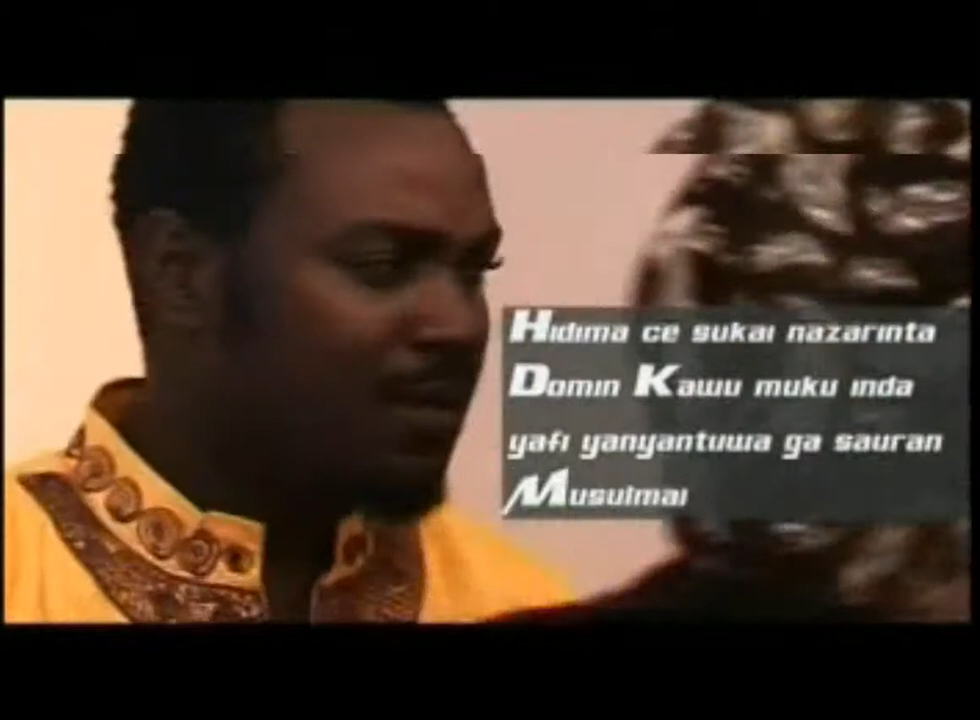 Hidima ce sukai nazarinta
Domin Kawu muku inda
yafi yanyantuwa ga sauran
Musulmai